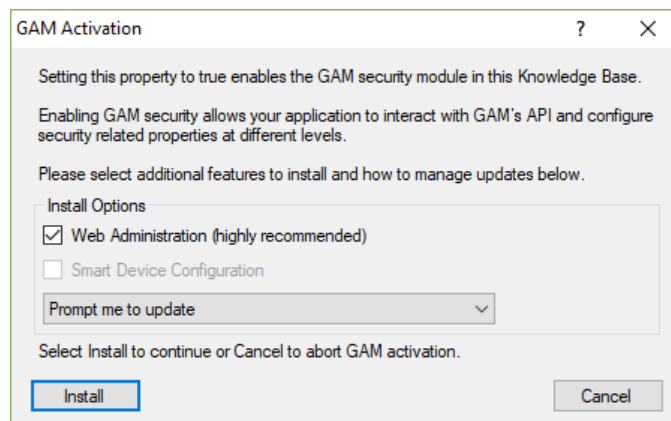 GAM Activation
Setting this property to true enables the GAM security module in this Knowledge Base.
Enabling GAM security allows your application to interact with GAM's API and configure
security related properties at different levels.
Please select additional features to install and how to manage updates below.
Install Options
Web Administration (highly recommended)
Smart Device Configuration
Prompt me to update
Select Install to continue or Cancel to abort GAM activation.
Install Cancel